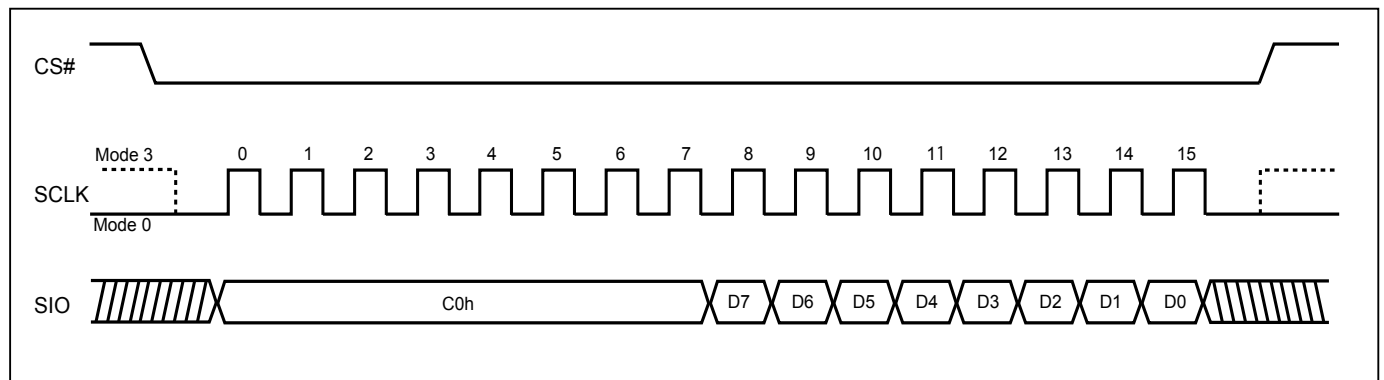 CS#
Mode 3 0 1 2 3 4 5 6 7 8 9 10 11 12 13 14 15
SCLK
Mode 0
SIO C0h D7 D6 D5 D4 D3 D2 D1 D0